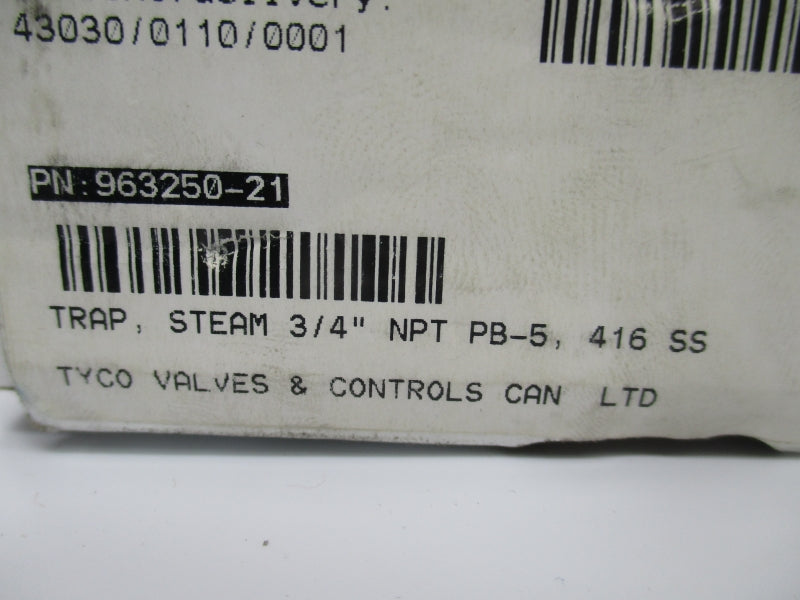 43030/0110/0001
PN:963250-21
TRAP, STEAM 3/4" NPT PB-5, 416 SS
TYCO VALVES & CONTROLS CAN LTD